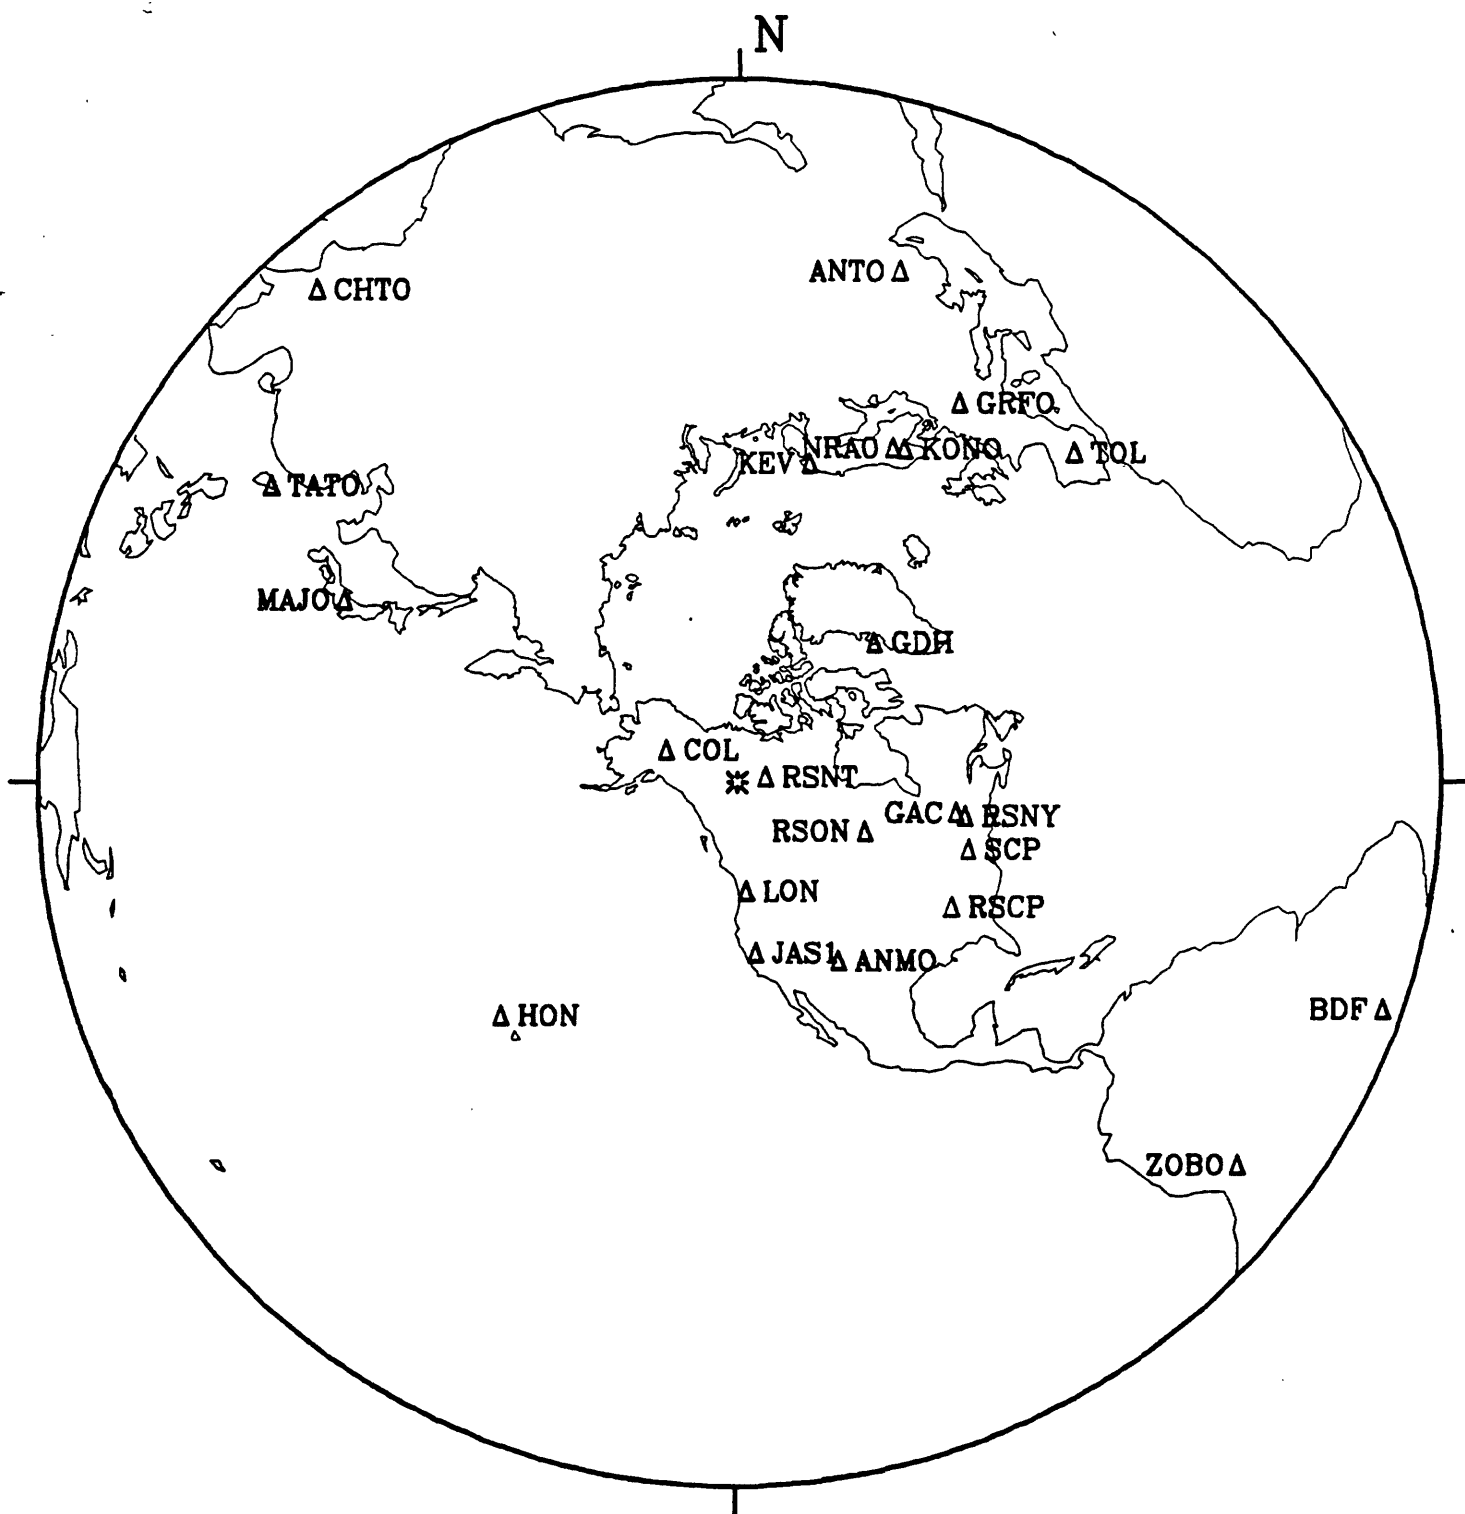 N
ANTO
CHTO
GRFO
NRAO
KONO
TOL
KEV
TATO
MAJO
GDH
COL
RSNT
GAC
RSNY
RSON
SCP
LON
RSCP
JAS1
ANMO
HON
BDF
ZOBO